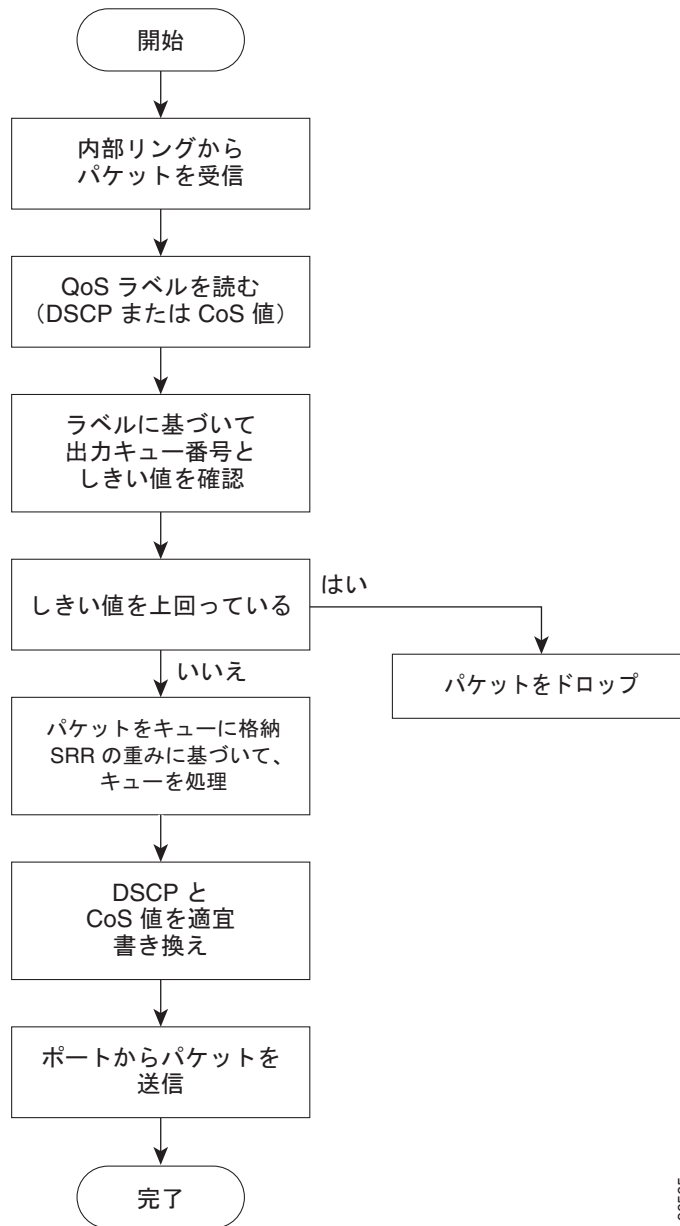 開始
内部リングから
パケットを受信
QoS ラベルを読む
（DSCP または CoS 値）
ラベルに基づいて
出力キュー番号と
しきい値を確認
しきい値を上回っている
はい
いいえ
パケットをドロップ
パケットをキューに格納
SRR の重みに基づいて、
キューを処理
DSCP と
CoS 値を適宜
書き換え
ポートからパケットを
送信
完了